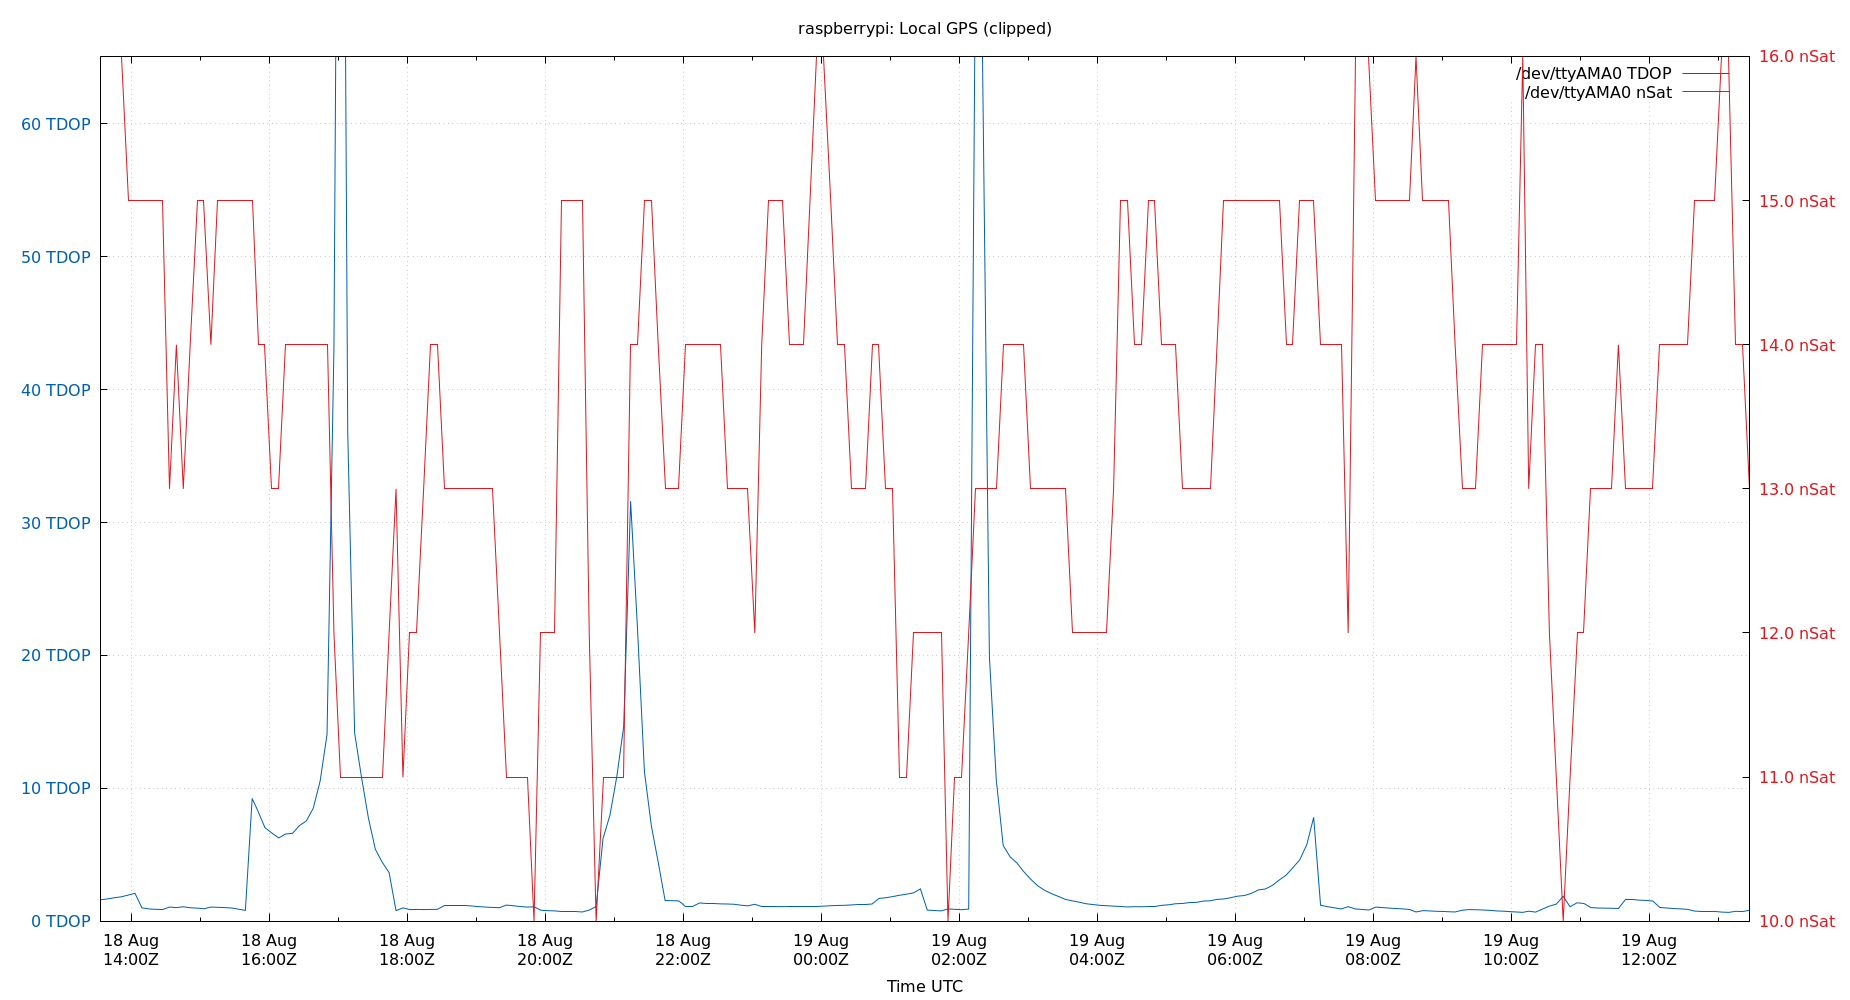 raspberrypi: Local GPS (clipped)
16.0 nSat
/dev/ttyAMA0 TDOP
/dev/ttyAMA0 nSat
60 TDOP
15.0 nSat
50 TDOP
14.0 nSat
40 TDOP
13.0 nSat
30 TDOP
12.0 nSat
20 TDOP
11.0 nSat
10 TDOP
0 TDOP
10.0 nSat
18 Aug 18 Aug 18 Aug 18 Aug 18 Aug 19 Aug 19 Aug 19 Aug 19 Aug 19 Aug 19 Aug 19 Aug
14:00Z 16:00Z 18:00Z 20:00Z 22:00Z 00:00Z 02:00Z 04:00Z 06:00Z 08:00Z 10:00Z 12:00Z
Time UTC